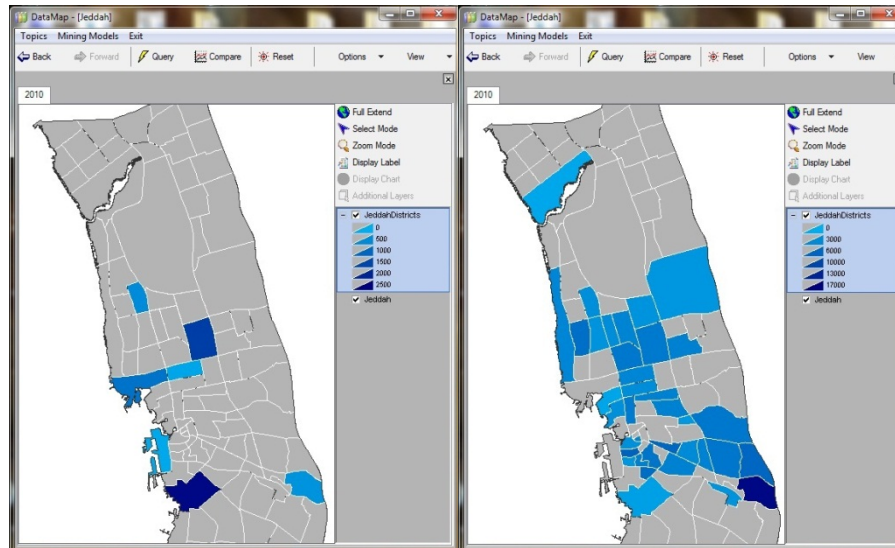 DataMap - [Jeddah]
Topics Mining Models Exit
Back Forward Query Compare Reset Options View
2010
Full Extend
Select Mode
Zoom Mode
Display Label
Display Chart
Additional Layers
JeddahDistricts
0
500
1000
1500
2000
2500
Jeddah
DataMap - [Jeddah]
Topics Mining Models Exit
Back Forward Query Compare Reset Options View
2010
Full Extend
Select Mode
Zoom Mode
Display Label
Display Chart
Additional Layers
JeddahDistricts
0
3000
6000
10000
13000
17000
Jeddah